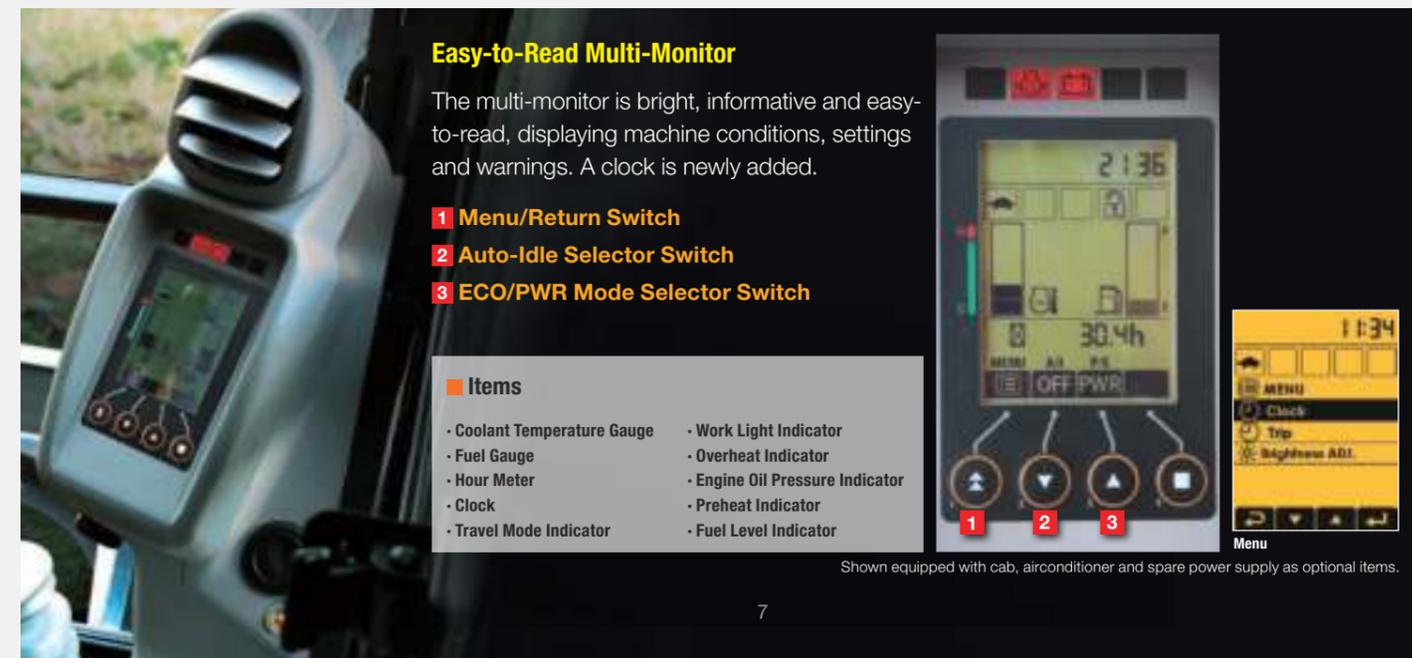 Easy-to-Read Multi-Monitor
The multi-monitor is bright, informative and easy-
to-read, displaying machine conditions, settings
and warnings. A clock is newly added.
1 Menu/Return Switch
2 Auto-Idle Selector Switch
3 ECO/PWR Mode Selector Switch
Items
· Coolant Temperature Gauge
· Fuel Gauge
· Hour Meter
· Clock
· Travel Mode Indicator
· Work Light Indicator
· Overheat Indicator
· Engine Oil Pressure Indicator
· Preheat Indicator
· Fuel Level Indicator
21:36
30.4h
MENU A/I P/E
OFF PWR
1 2 3
11:34
MENU
Clock
Trip
Brightness ADJ.
Menu
Shown equipped with cab, airconditioner and spare power supply as optional items.
7